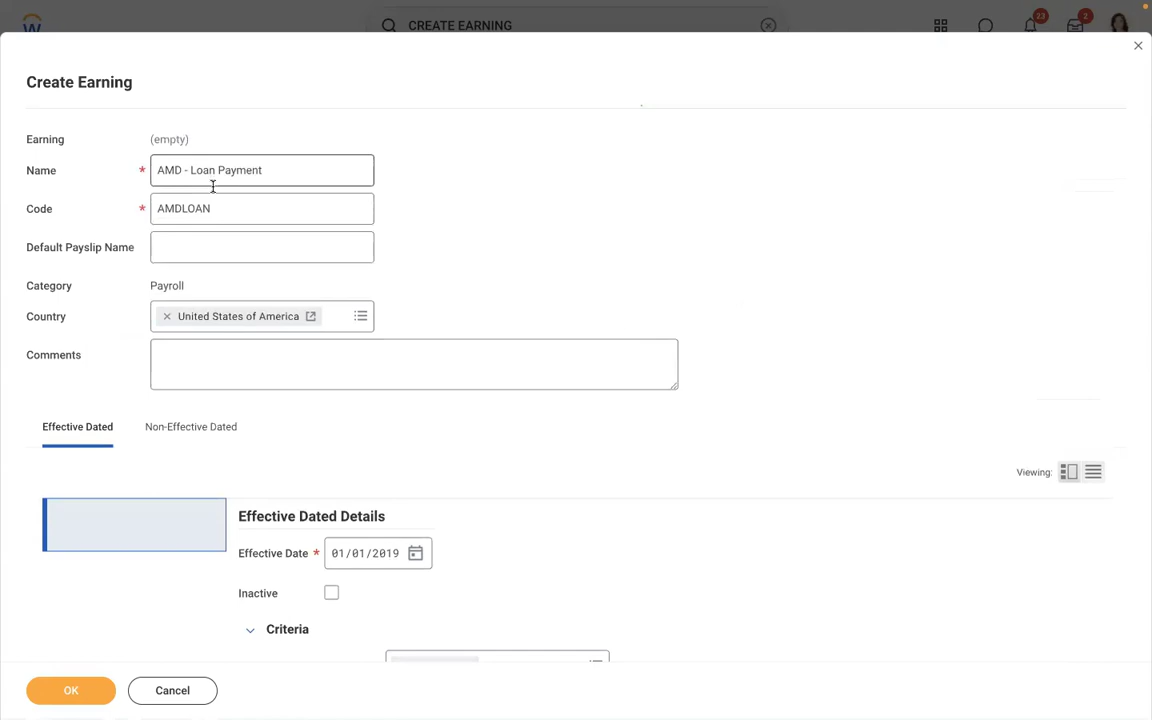 CREATE EARNING
23
2
Create Earning
Earning (empty)
Name * AMD - Loan Payment
Code * AMDLOAN
Default Payslip Name
Category Payroll
Country × United States of America
Comments
Effective Dated Non-Effective Dated
Viewing:
Effective Dated Details
Effective Date * 01/01/2019
Inactive
Criteria
OK Cancel